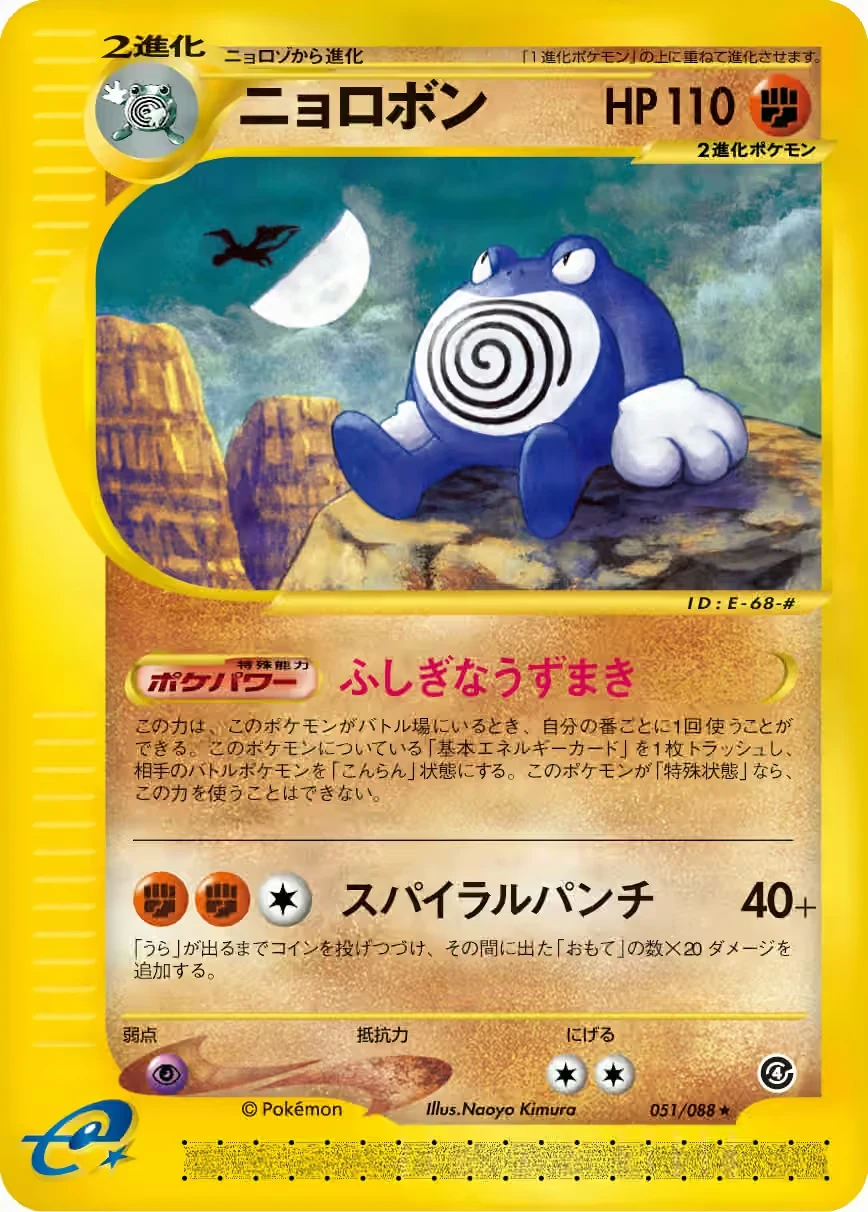 2進化
ニョロゾから進化
「1進化ポケモン」の上に重ねて進化させます。
ニョロボン
HP110
2進化ポケモン
ID:E-68-#
特殊能力
ポケパワー
ふしぎなうずまき
この力は、このポケモンがバトル場にいるとき、自分の番ごとに1回使うことが
できる。このポケモンについている「基本エネルギーカード」を1枚トラッシュし、
相手のバトルポケモンを「こんらん」状態にする。このポケモンが「特殊状態」なら、
この力を使うことはできない。
スパイラルパンチ
40+
「うら」が出るまでコインを投げつづけ、その間に出た「おもて」の数×20 ダメージを
追加する。
弱点
抵抗力
にげる
4
© Pokémon
Illus.Naoyo Kimura
051/088 ★
e